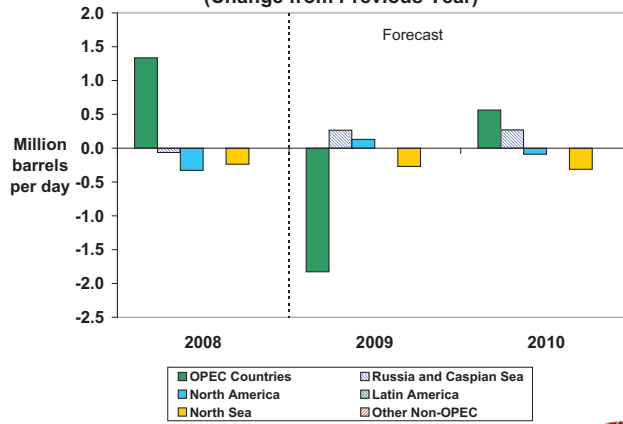 (Change from Previous Year)
2.0
Forecast
1.5
1.0
0.5
0.0
-0.5
-1.0
-1.5
-2.0
-2.5
Million
barrels
per day
2008
2009
2010
OPEC Countries
Russia and Caspian Sea
North America
Latin America
North Sea
Other Non-OPEC